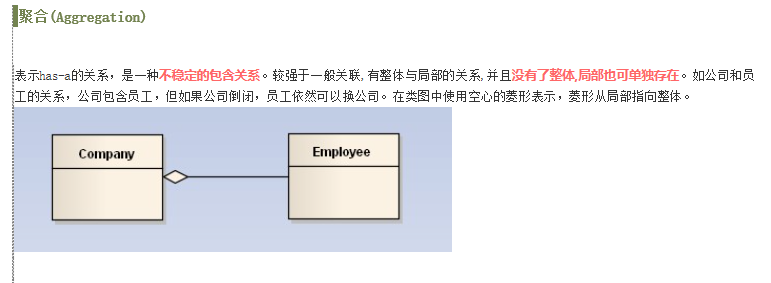 聚合(Aggregation)
表示has-a的关系，是一种不稳定的包含关系。较强于一般关联,有整体与局部的关系,并且没有了整体,局部也可单独存在。如公司和员
工的关系，公司包含员工，但如果公司倒闭，员工依然可以换公司。在类图中使用空心的菱形表示，菱形从局部指向整体。
Company
Employee